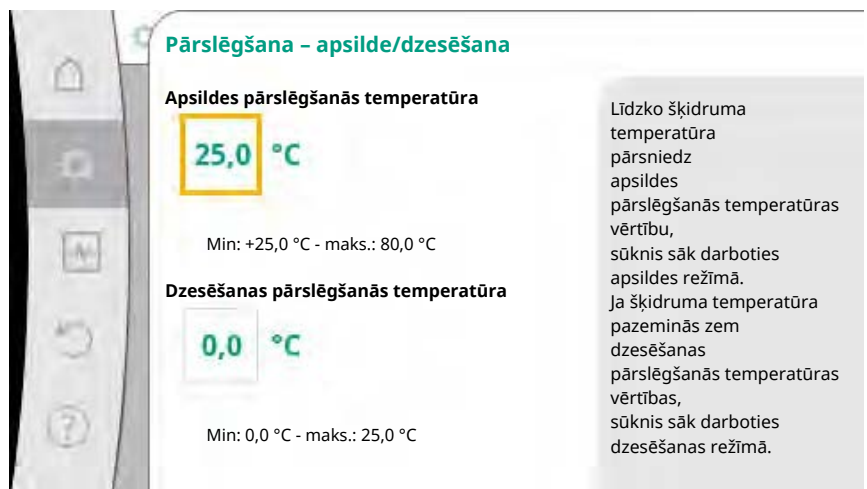 Pārslēgšana – apsilde/dzesēšana
Apsildes pārslēgšanās temperatūra
25,0 °C
Min: +25,0 °C - maks.: 80,0 °C
Dzesēšanas pārslēgšanās temperatūra
0,0 °C
Min: 0,0 °C - maks.: 25,0 °C
Līdzko šķidruma
temperatūra
pārsniedz
apsildes
pārslēgšanās temperatūras
vērtību,
sūknis sāk darboties
apsildes režīmā.
Ja šķidruma temperatūra
pazeminās zem
dzesēšanas
pārslēgšanās temperatūras
vērtības,
sūknis sāk darboties
dzesēšanas režīmā.